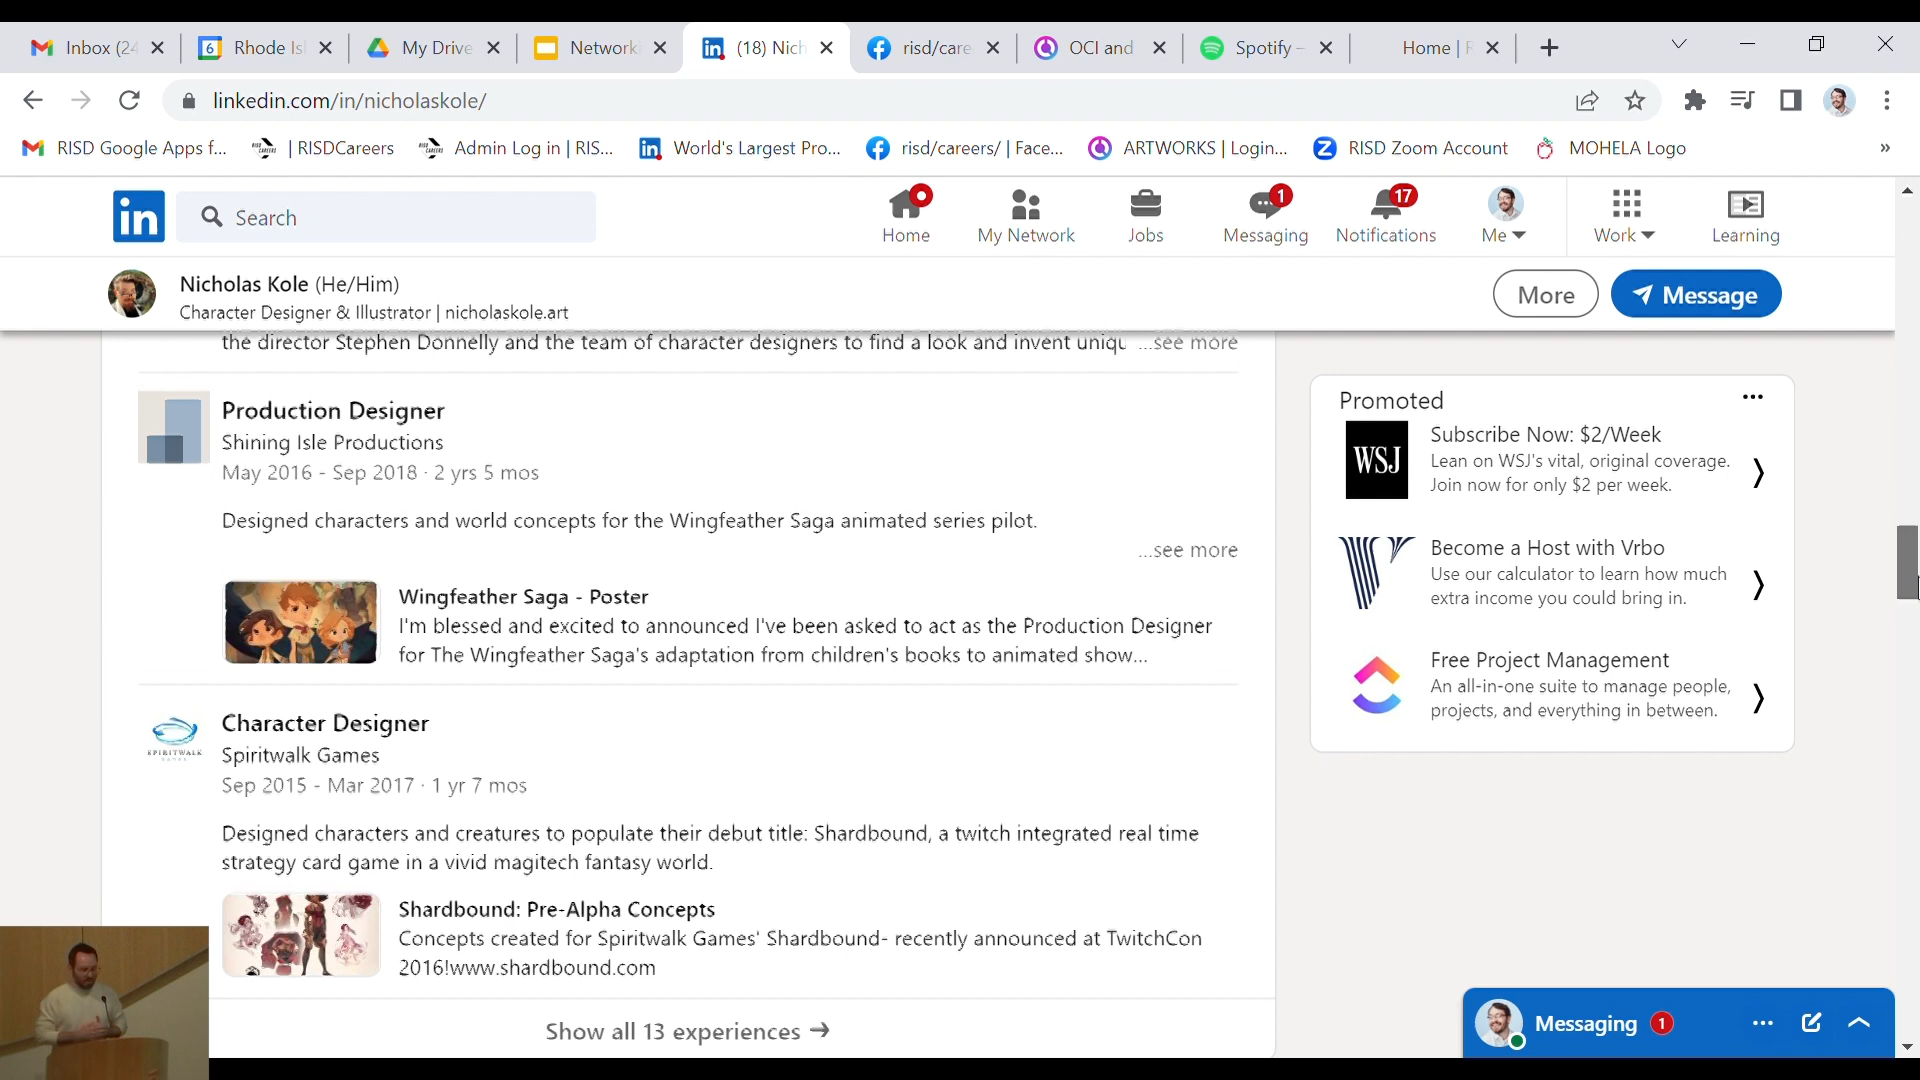 Inbox (24
Rhode Is
My Drive
Network
(18) Nich
risd/care
OCI and
Spotify –
Home | R
linkedin.com/in/nicholaskole/
RISD Google Apps f...
| RISDCareers
Admin Log in | RIS...
World's Largest Pro...
risd/careers/ | Face...
ARTWORKS | Login...
RISD Zoom Account
MOHELA Logo
»
in
Search
Home
My Network
Jobs
1
Messaging
17
Notifications
Me
Work
Learning
Nicholas Kole (He/Him)
Character Designer & Illustrator | nicholaskole.art
More
Message
the director Stephen Donnelly and the team of character designers to find a look and invent uniqu ...see more
Production Designer
Shining Isle Productions
May 2016 - Sep 2018 · 2 yrs 5 mos
Designed characters and world concepts for the Wingfeather Saga animated series pilot.
...see more
Wingfeather Saga - Poster
I'm blessed and excited to announced I've been asked to act as the Production Designer
for The Wingfeather Saga's adaptation from children's books to animated show...
SPIRITWALK
GAMES
Character Designer
Spiritwalk Games
Sep 2015 - Mar 2017 · 1 yr 7 mos
Designed characters and creatures to populate their debut title: Shardbound, a twitch integrated real time
strategy card game in a vivid magitech fantasy world.
Shardbound: Pre-Alpha Concepts
Concepts created for Spiritwalk Games' Shardbound- recently announced at TwitchCon
2016!www.shardbound.com
Show all 13 experiences →
Promoted
WSJ
Subscribe Now: $2/Week
Lean on WSJ's vital, original coverage.
Join now for only $2 per week.
Become a Host with Vrbo
Use our calculator to learn how much
extra income you could bring in.
Free Project Management
An all-in-one suite to manage people,
projects, and everything in between.
Messaging 1